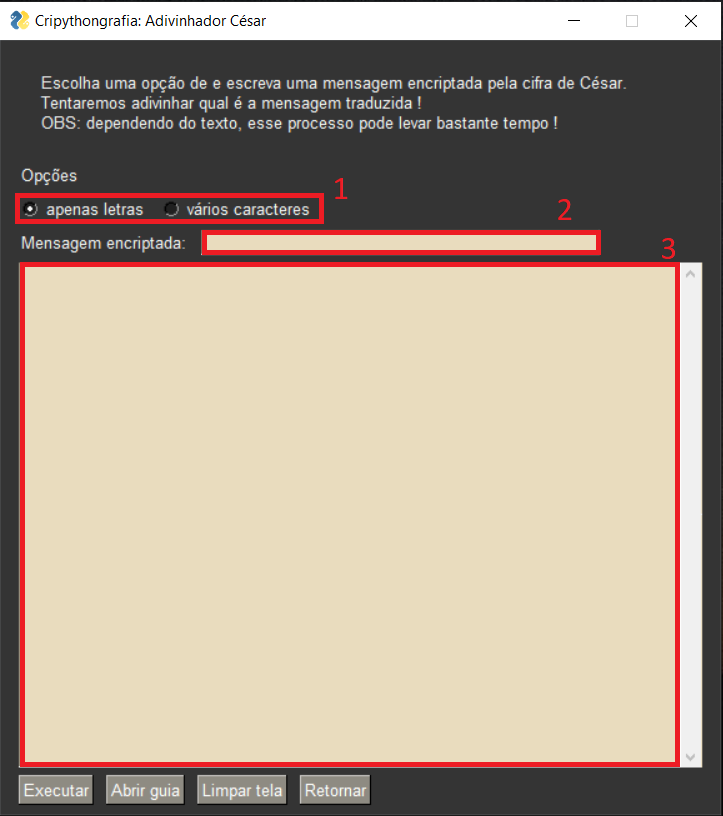 Cripythongrafia: Adivinhador César
Escolha uma opção de e escreva uma mensagem encriptada pela cifra de César.
Tentaremos adivinhar qual é a mensagem traduzida !
OBS: dependendo do texto, esse processo pode levar bastante tempo !
Opções
1
apenas letras vários caracteres
2
Mensagem encriptada:
3
Executar Abrir guia Limpar tela Retornar